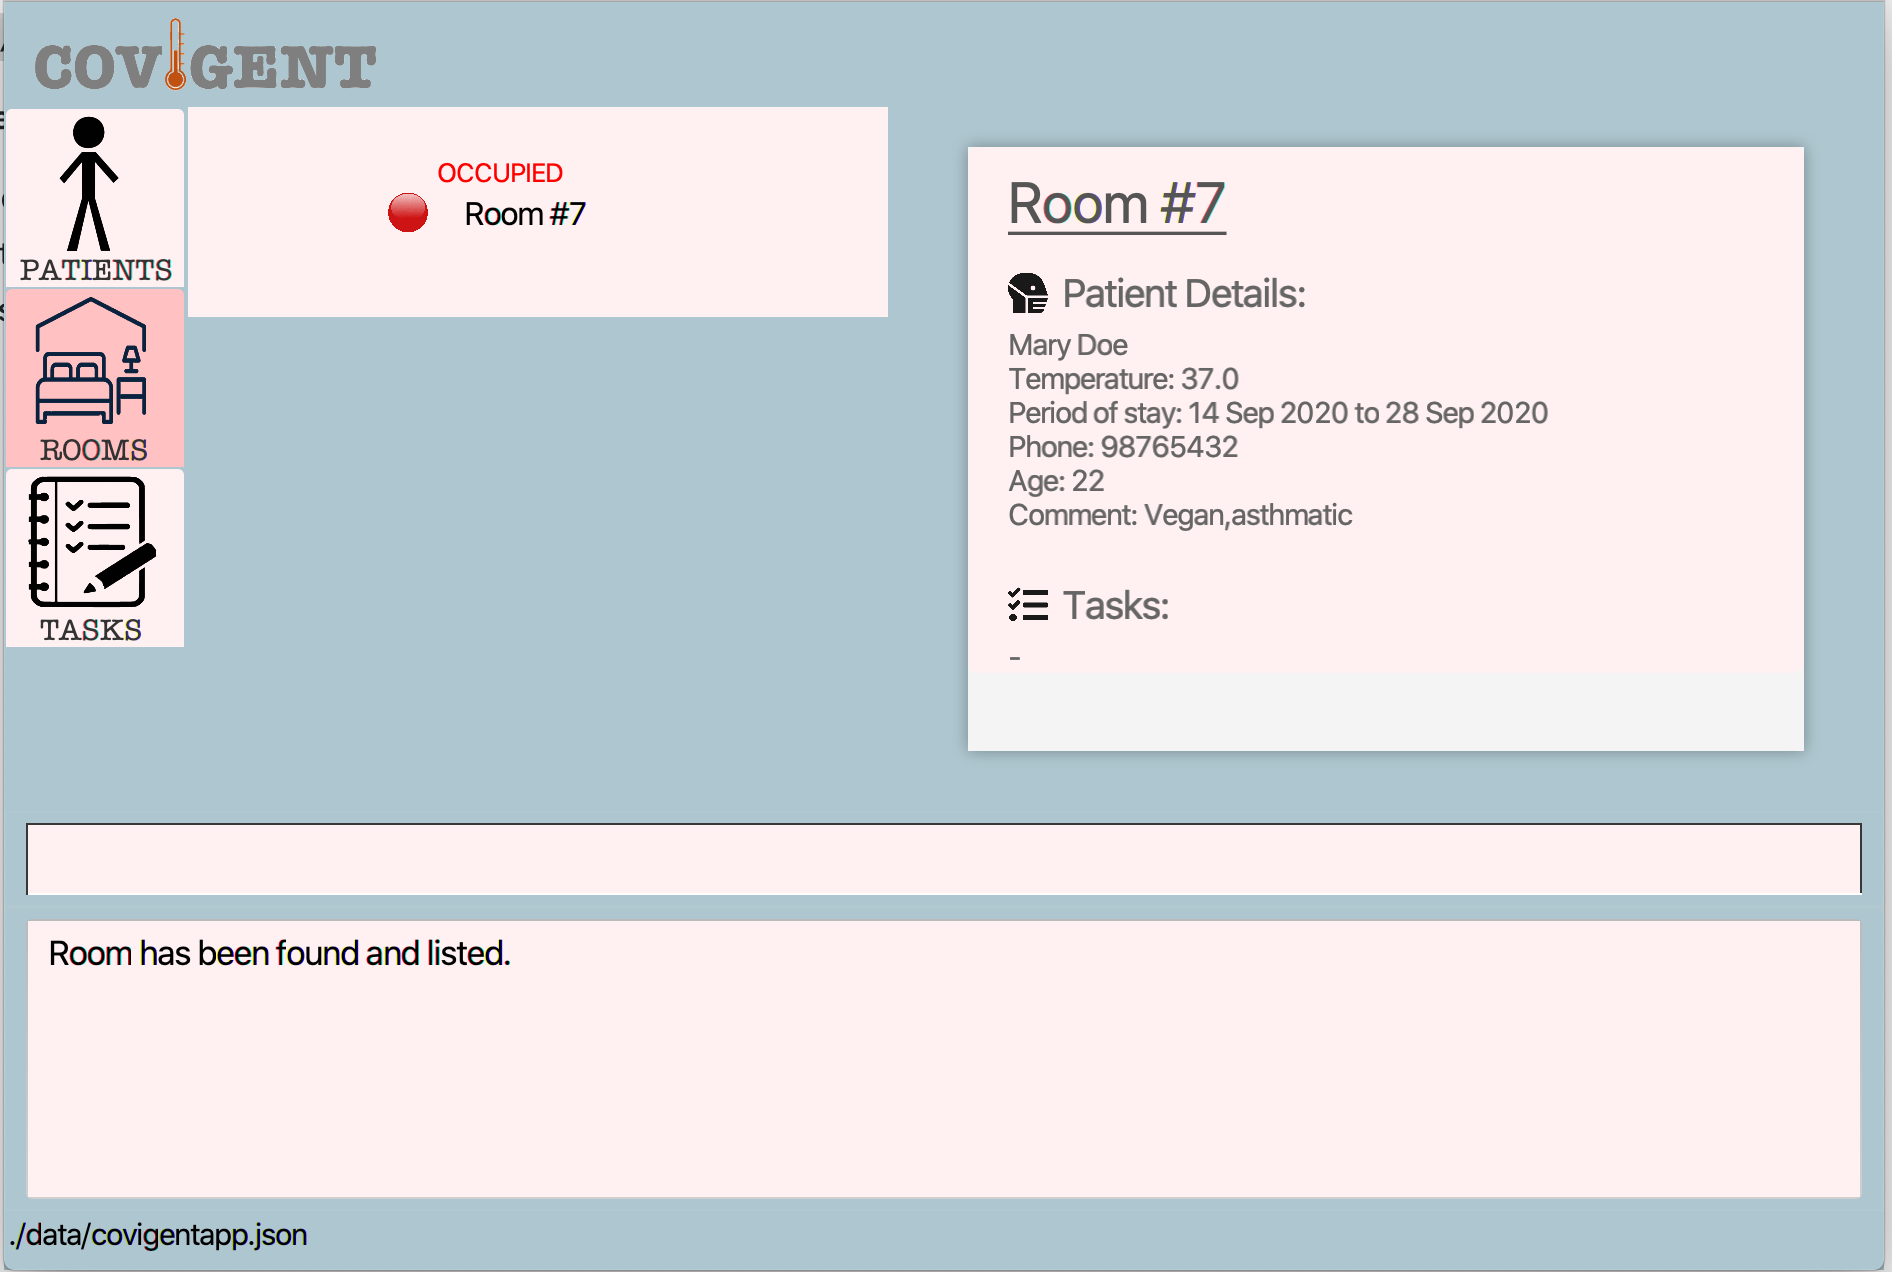 COVIGENT
PATIENTS
ROOMS
TASKS
OCCUPIED
Room #7
Room #7
Patient Details:
Mary Doe
Temperature: 37.0
Period of stay: 14 Sep 2020 to 28 Sep 2020
Phone: 98765432
Age: 22
Comment: Vegan,asthmatic
Tasks:
-
Room has been found and listed.
./data/covigentapp.json